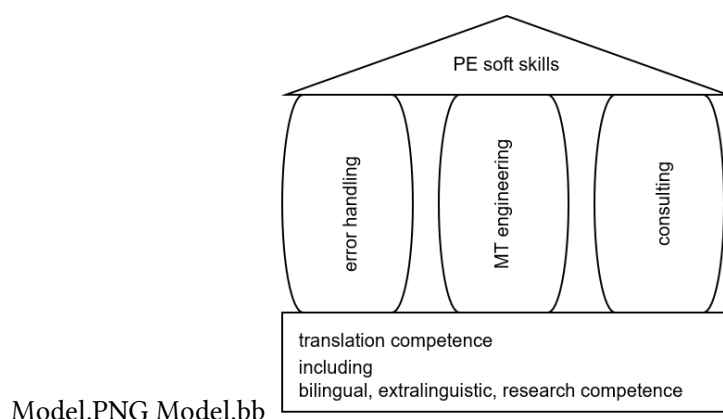 PE soft skills
error handling
MT engineering
consulting
translation competence
including
bilingual, extralinguistic, research competence
Model.PNG Model.bb